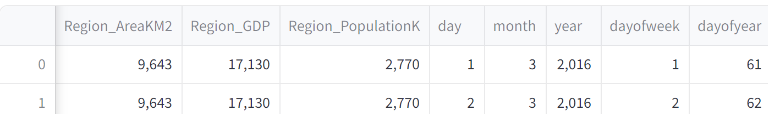 Region_AreaKM2 Region_GDP Region_PopulationK day month year dayofweek dayofyear
0 9,643 17,130 2,770 1 3 2,016 1 61
1 9,643 17,130 2,770 2 3 2,016 2 62